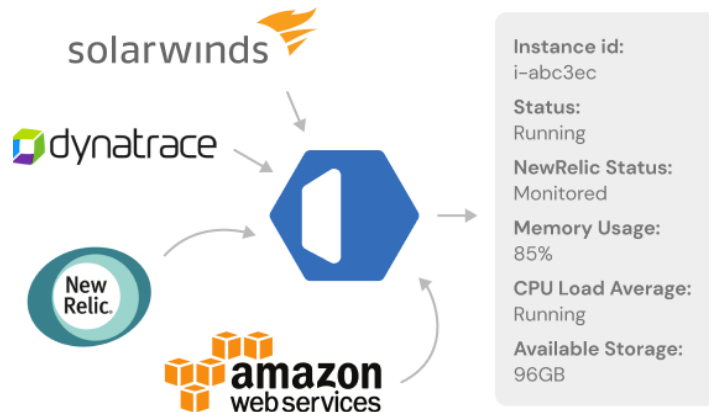 solarwinds
dynatrace
New
Relic.
amazon
web services
Instance id:
i-abc3ec
Status:
Running
NewRelic Status:
Monitored
Memory Usage:
85%
CPU Load Average:
Running
Available Storage:
96GB